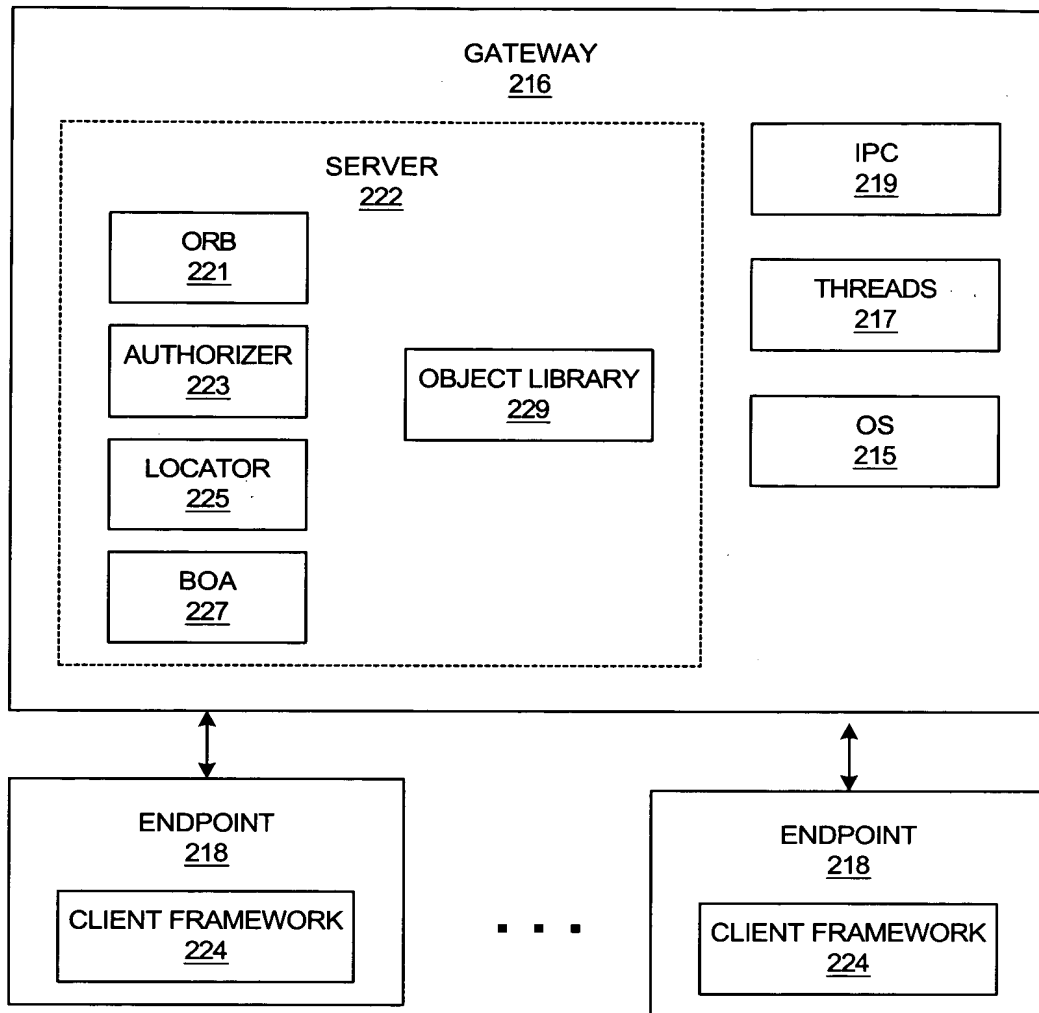 GATEWAY
216
SERVER
222
ORB
221
AUTHORIZER
223
LOCATOR
225
BOA
227
OBJECT LIBRARY
229
IPC
219
THREADS
217
OS
215
ENDPOINT
218
CLIENT FRAMEWORK
224
ENDPOINT
218
CLIENT FRAMEWORK
224